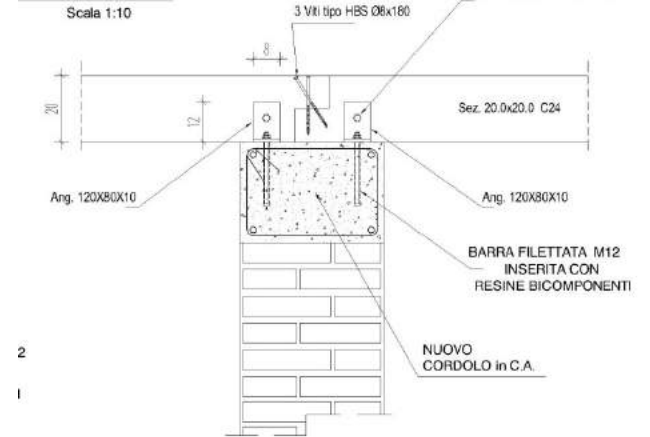 Scala 1:10
3 Viti tipo HBS Ø8x180
8
20
12
Sez. 20.0x20.0 C24
Ang. 120X80X10
Ang. 120X80X10
BARRA FILETTATA M12
INSERITA CON
RESINE BICOMPONENTI
NUOVO
CORDOLO in C.A.
2